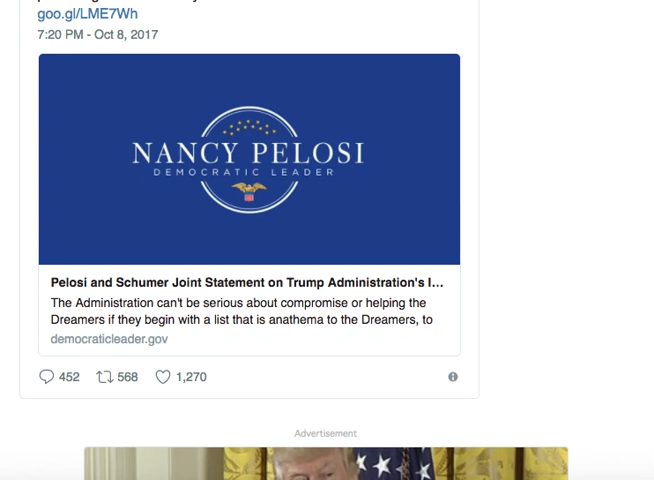 goo.gl/LME7Wh
7:20 PM - Oct 8, 2017
NANCY PELOSI
DEMOCRATIC LEADER
Pelosi and Schumer Joint Statement on Trump Administration's I...
The Administration can't be serious about compromise or helping the
Dreamers if they begin with a list that is anathema to the Dreamers, to
democraticleader.gov
452 568 1,270
Advertisement